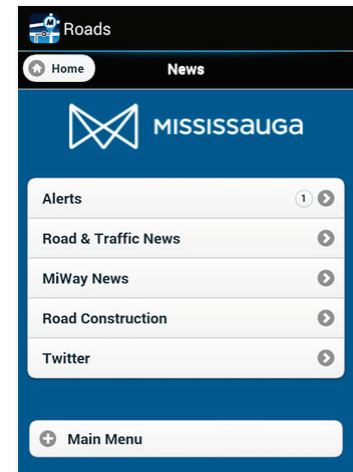 Roads
Home
News
MISSISSauGa
Alerts 1
Road & Traffic News
MiWay News
Road Construction
Twitter
Main Menu